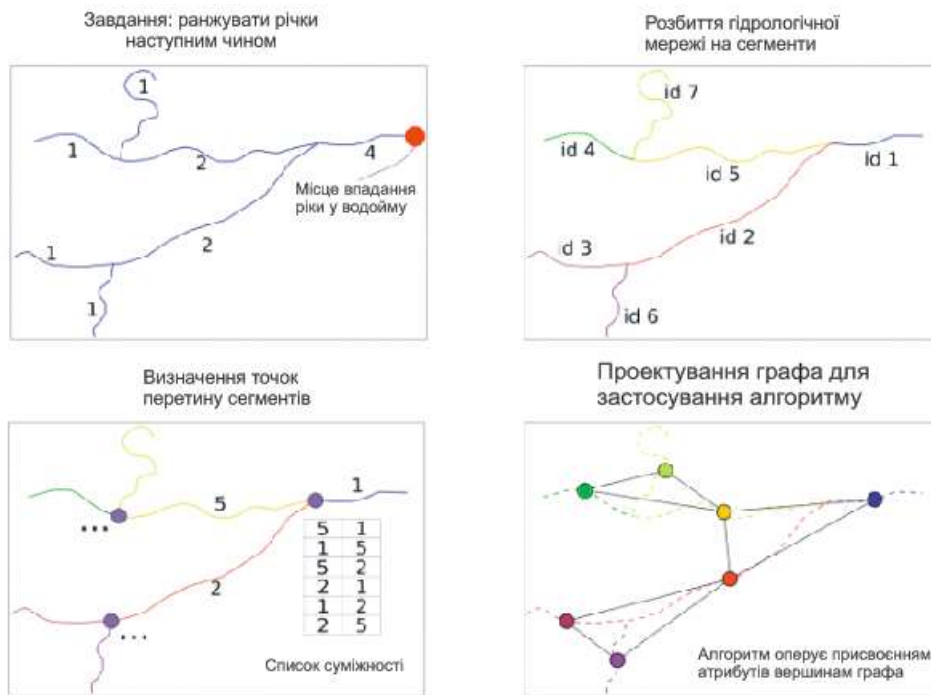 Завдання: ранжувати річки
наступним чином
1
1
2
4
Місце впадання
ріки у водойму
2
1
1
Розбиття гідрологічної
мережі на сегменти
id 7
id 4
id 5
Id 1
id 2
id 3
id 6
Визначення точок
перетину сегментів
1
5
...
2
...
5 1
1 5
5 2
2 1
1 2
2 5
Список суміжності
Проектування графа для
застосування алгоритму
Алгоритм оперує присвоєнням
атрибутів вершинам графа